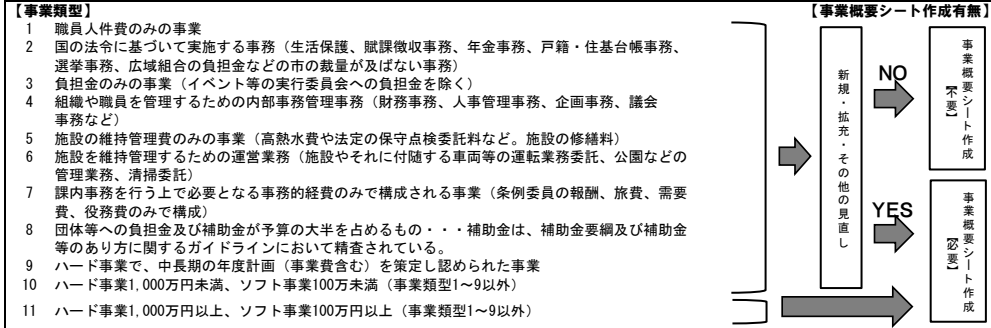 【事業類型】
【事業概要シート作成有無】
1 職員人件費のみの事業
2 国の法令に基づいて実施する事務（生活保護、賦課徴収事務、年金事務、戸籍・住基台帳事務、
選挙事務、広域組合の負担金などの市の裁量が及ばない事務）
3 負担金のみの事業（イベント等の実行委員会への負担金を除く）
4 組織や職員を管理するための内部事務管理事務（財務事務、人事管理事務、企画事務、議会
事務など）
5 施設の維持管理費のみの事業（高熱水費や法定の保守点検委託料など。施設の修繕料）
6 施設を維持管理するための運営業務（施設やそれに付随する車両等の運転業務委託、公園などの
管理業務、清掃委託）
7 課内事務を行う上で必要となる事務的経費のみで構成される事業（条例委員の報酬、旅費、需要
費、役務費のみで構成）
8 団体等への負担金及び補助金が予算の大半を占めるもの・・・補助金は、補助金要綱及び補助金
等のあり方に関するガイドラインにおいて精査されている。
9 ハード事業で、中長期の年度計画（事業費含む）を策定し認められた事業
10 ハード事業1,000万円未満、ソフト事業100万未満（事業類型1～9以外）
11 ハード事業1,000万円以上、ソフト事業100万円以上（事業類型1～9以外）
新規・拡充・その他の見直し
NO
事業概要シート作成
【不要】
YES
事業概要シート作成
【必要】